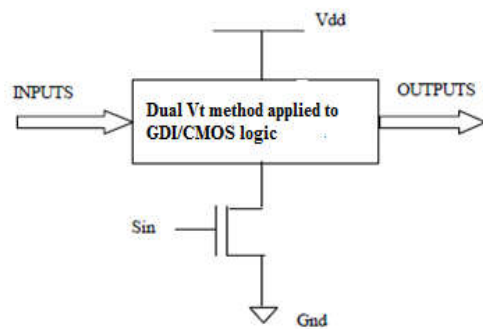 Vdd
INPUTS
OUTPUTS
Dual Vt method applied to
GDI/CMOS logic
Sin
Gnd